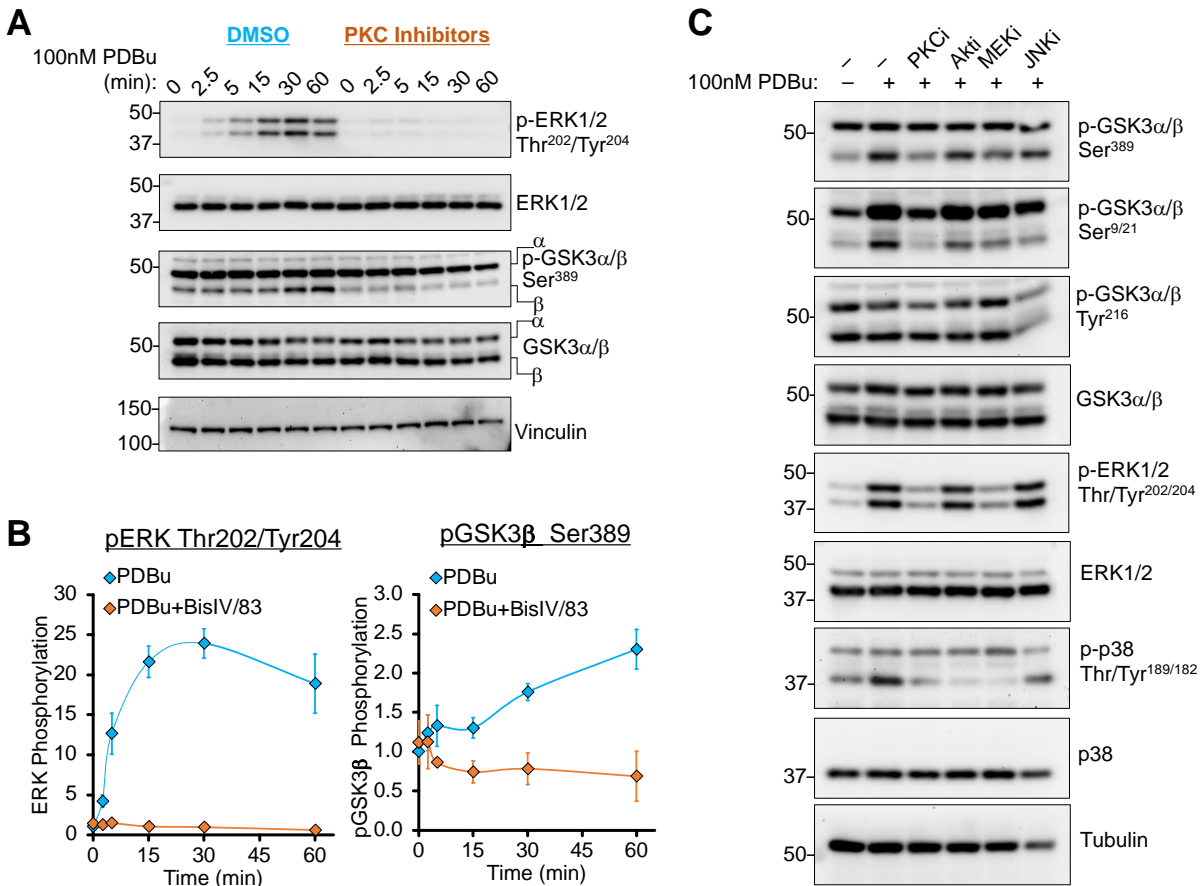 A
DMSO
PKC Inhibitors
100nM PDBu
(min):
0 2.5 5 15 30 60 0 2.5 5 15 30 60
50
37
p-ERK1/2
Thr202/Tyr204
50
37
ERK1/2
50
α
p-GSK3α/β
Ser389
β
50
α
GSK3α/β
β
150
100
Vinculin
B
pERK Thr202/Tyr204
PDBu
PDBu+BisIV/83
ERK Phosphorylation
30
25
20
15
10
5
0
0 15 30 45 60
Time (min)
pGSK3β Ser389
PDBu
PDBu+BisIV/83
pGSK3β Phosphorylation
3.0
2.5
2.0
1.5
1.0
0.5
0.0
0 15 30 45 60
Time (min)
C
– – PKCi Akti MEKi JNKi
100nM PDBu: – + + + + +
50
p-GSK3α/β
Ser389
50
p-GSK3α/β
Ser9/21
50
p-GSK3α/β
Tyr216
50
GSK3α/β
50
37
p-ERK1/2
Thr/Tyr202/204
50
37
ERK1/2
37
p-p38
Thr/Tyr189/182
37
p38
50
Tubulin